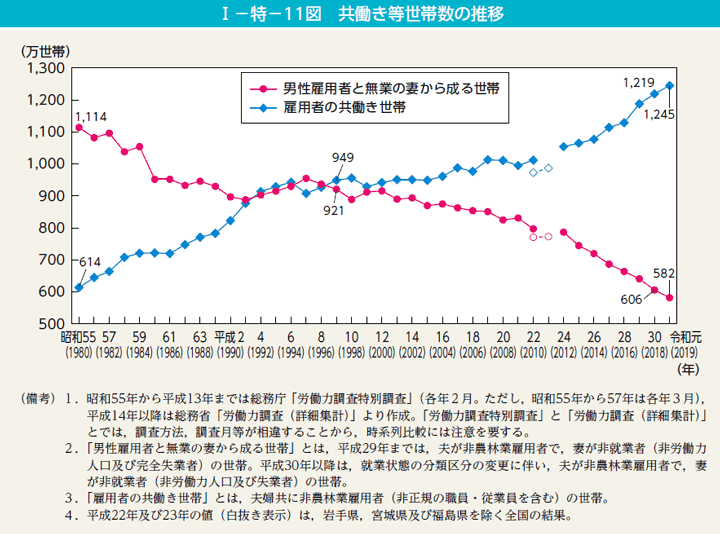 Ⅰ－特－11図　共働き等世帯数の推移
（万世帯）
1,300
1,200
1,100
1,000
900
800
700
600
500
男性雇用者と無業の妻から成る世帯
雇用者の共働き世帯
1,114
614
949
921
1,219
1,245
582
606
昭和55 57 59 61 63 平成2 4 6 8 10 12 14 16 18 20 22 24 26 28 30 令和元
(1980) (1982) (1984) (1986) (1988) (1990) (1992) (1994) (1996) (1998) (2000) (2002) (2004) (2006) (2008) (2010) (2012) (2014) (2016) (2018) (2019)
（年）
（備考）１．昭和55年から平成13年までは総務庁「労働力調査特別調査」（各年２月。ただし，昭和55年から57年は各年３月），
平成14年以降は総務省「労働力調査（詳細集計）」より作成。「労働力調査特別調査」と「労働力調査（詳細集計）」
とでは，調査方法，調査月等が相違することから，時系列比較には注意を要する。
２．「男性雇用者と無業の妻から成る世帯」とは，平成29年までは，夫が非農林業雇用者で，妻が非就業者（非労働力
人口及び完全失業者）の世帯。平成30年以降は，就業状態の分類区分の変更に伴い，夫が非農林業雇用者で，妻
が非就業者（非労働力人口及び失業者）の世帯。
３．「雇用者の共働き世帯」とは，夫婦共に非農林業雇用者（非正規の職員・従業員を含む）の世帯。
４．平成22年及び23年の値（白抜き表示）は，岩手県，宮城県及び福島県を除く全国の結果。